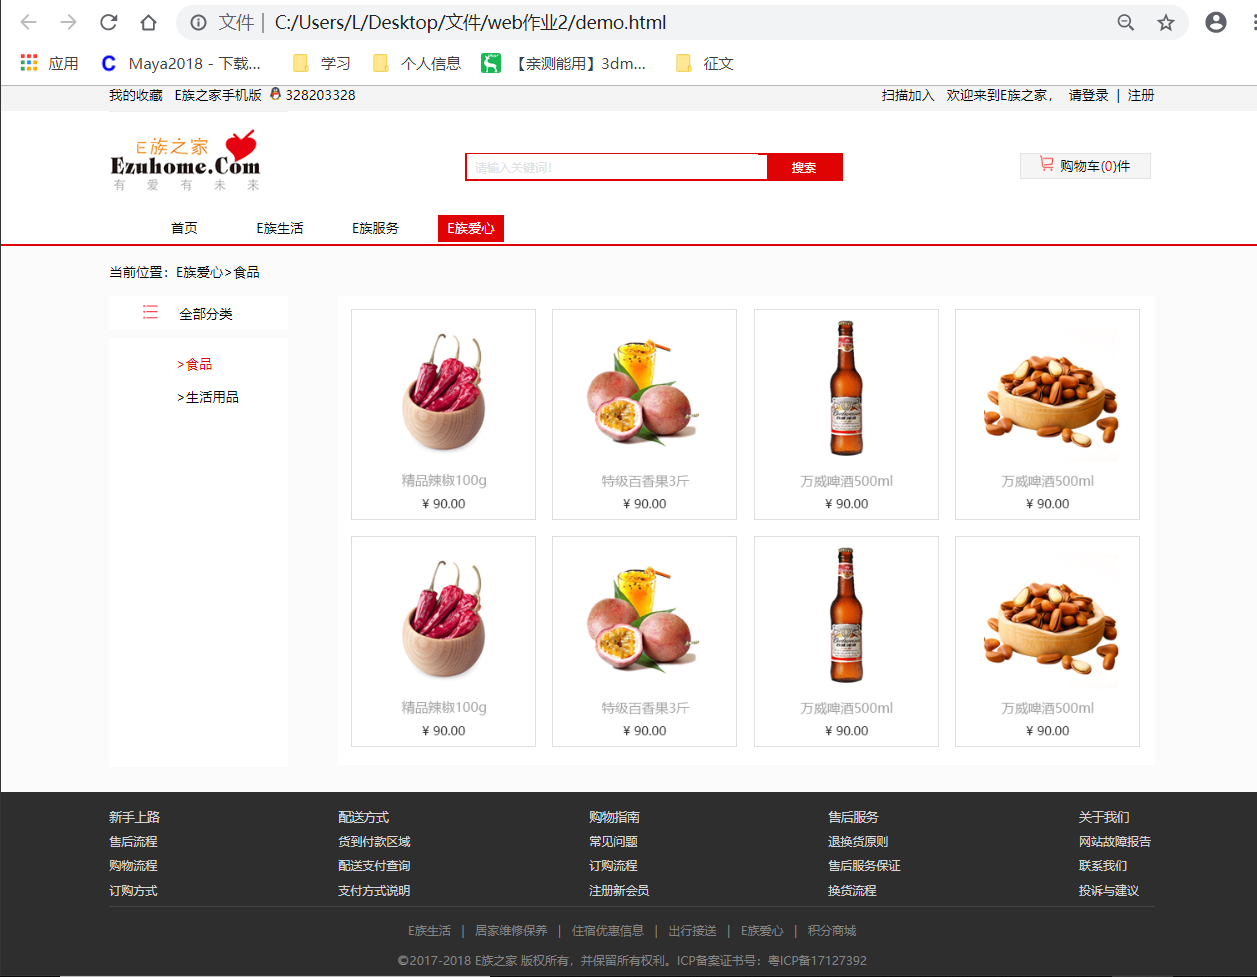 文件 | C:/Users/L/Desktop/文件/web作业2/demo.html
应用 Maya2018 - 下载... 学习 个人信息 【亲测能用】3dm... 征文
我的收藏 E族之家手机版 328203328 扫描加入 欢迎来到E族之家， 请登录 | 注册
E族之家
Ezuhome.Com
有爱有未来
请输入关键词! 搜索 购物车(0)件
首页 E族生活 E族服务 E族爱心
当前位置：E族爱心>食品
全部分类
>食品
>生活用品
精品辣椒100g 特级百香果3斤 万威啤酒500ml 万威啤酒500ml
¥ 90.00 ¥ 90.00 ¥ 90.00 ¥ 90.00
精品辣椒100g 特级百香果3斤 万威啤酒500ml 万威啤酒500ml
¥ 90.00 ¥ 90.00 ¥ 90.00 ¥ 90.00
新手上路 配送方式 购物指南 售后服务 关于我们
售后流程 货到付款区域 常见问题 退换货原则 网站故障报告
购物流程 配送支付查询 订购流程 售后服务保证 联系我们
订购方式 支付方式说明 注册新会员 换货流程 投诉与建议
E族生活 | 居家维修保养 | 住宿优惠信息 | 出行接送 | E族爱心 | 积分商城
©2017-2018 E族之家 版权所有，并保留所有权利。ICP备案证书号：粤ICP备17127392